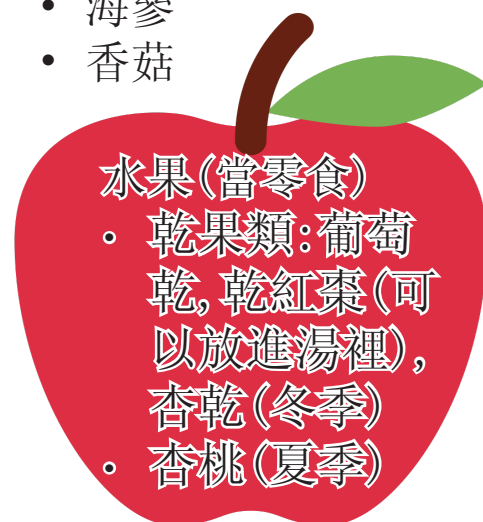 • 海參
• 香菇
水果(當零食)
• 乾果類:葡萄
乾,乾紅棗(可
以放進湯裡),
杏乾(冬季)
• 杏桃(夏季)